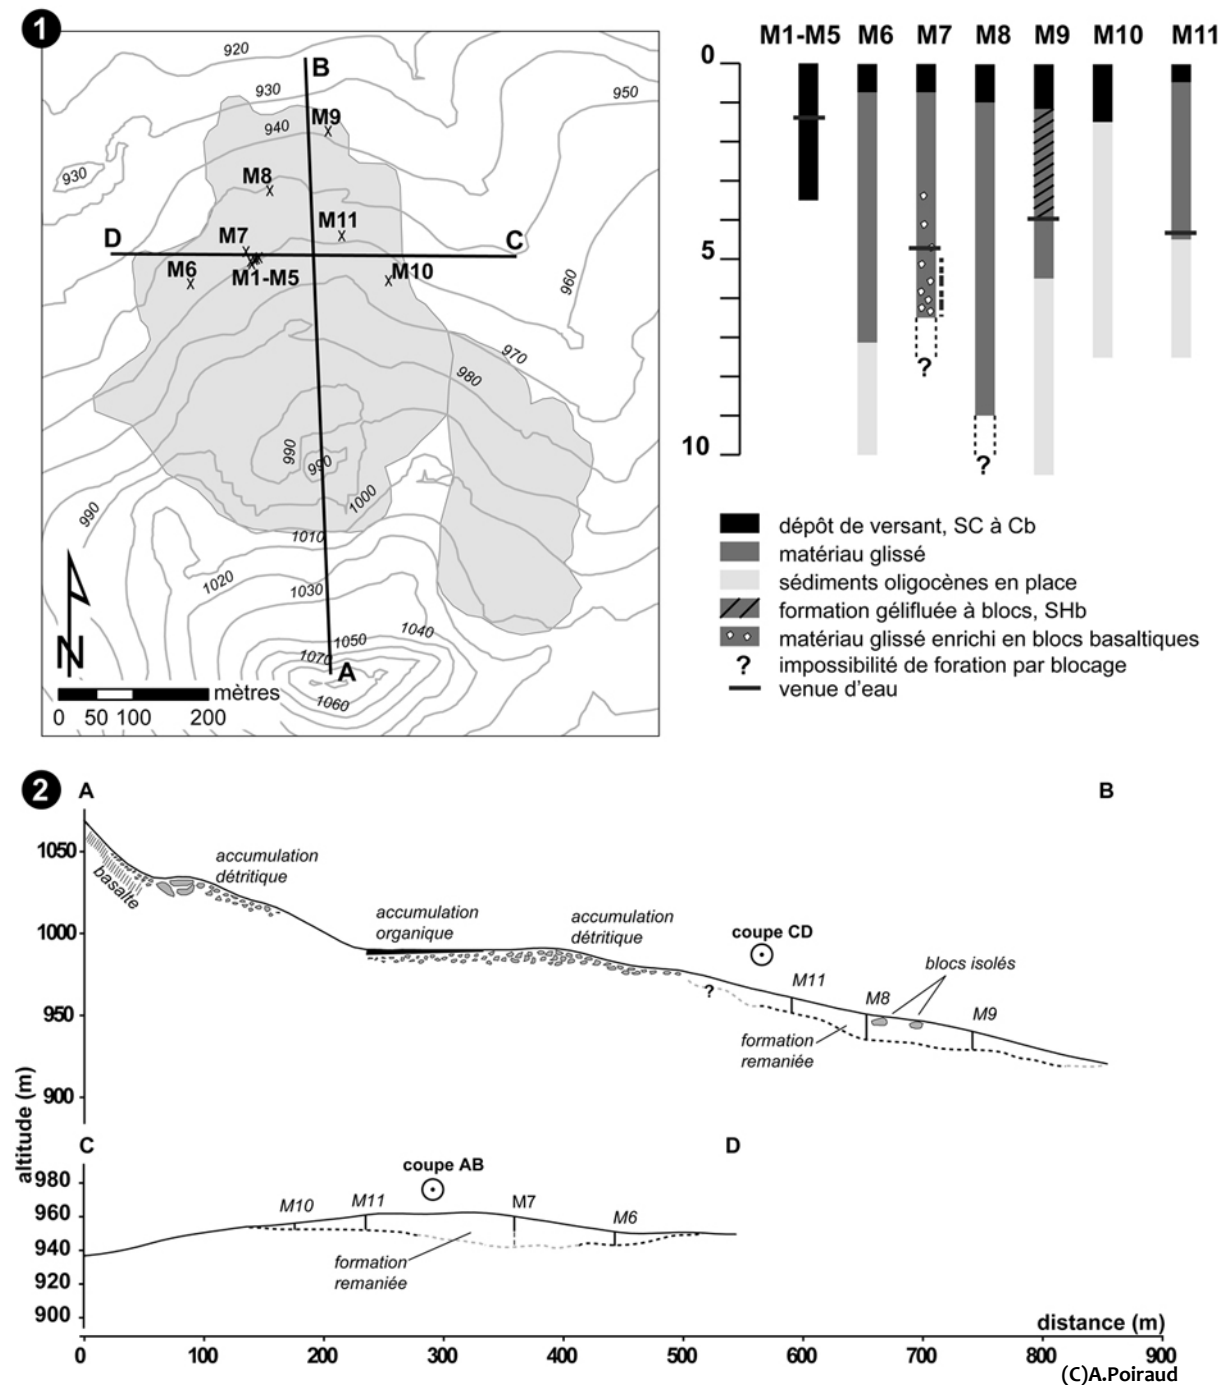 1
920
B
930
M9
940
950
930
M8
M11
D
M7
C
M6
M1-M5
M10
960
970
980
990
990
990
1000
1010
1020
1030
1050
1040
1070
A
1060
N
mètres
0 50 100 200
M1-M5 M6 M7 M8 M9 M10 M11
0
5
?
10
?
dépôt de versant, SC à Cb
matériau glissé
sédiments oligocènes en place
formation gélifluée à blocs, SHb
matériau glissé enrichi en blocs basaltiques
? impossibilité de foration par blocage
venue d'eau
2
A
B
1050
accumulation
détritique
basalte
accumulation
organique
accumulation
détritique
1000
coupe CD
blocs isolés
M11
?
M8
M9
950
formation
remaniée
900
altitude (m)
C
D
coupe AB
980
M10
M11
M7
M6
960
940
formation
remaniée
920
900
distance (m)
0 100 200 300 400 500 600 700 800 900
(C)A.Poiraud